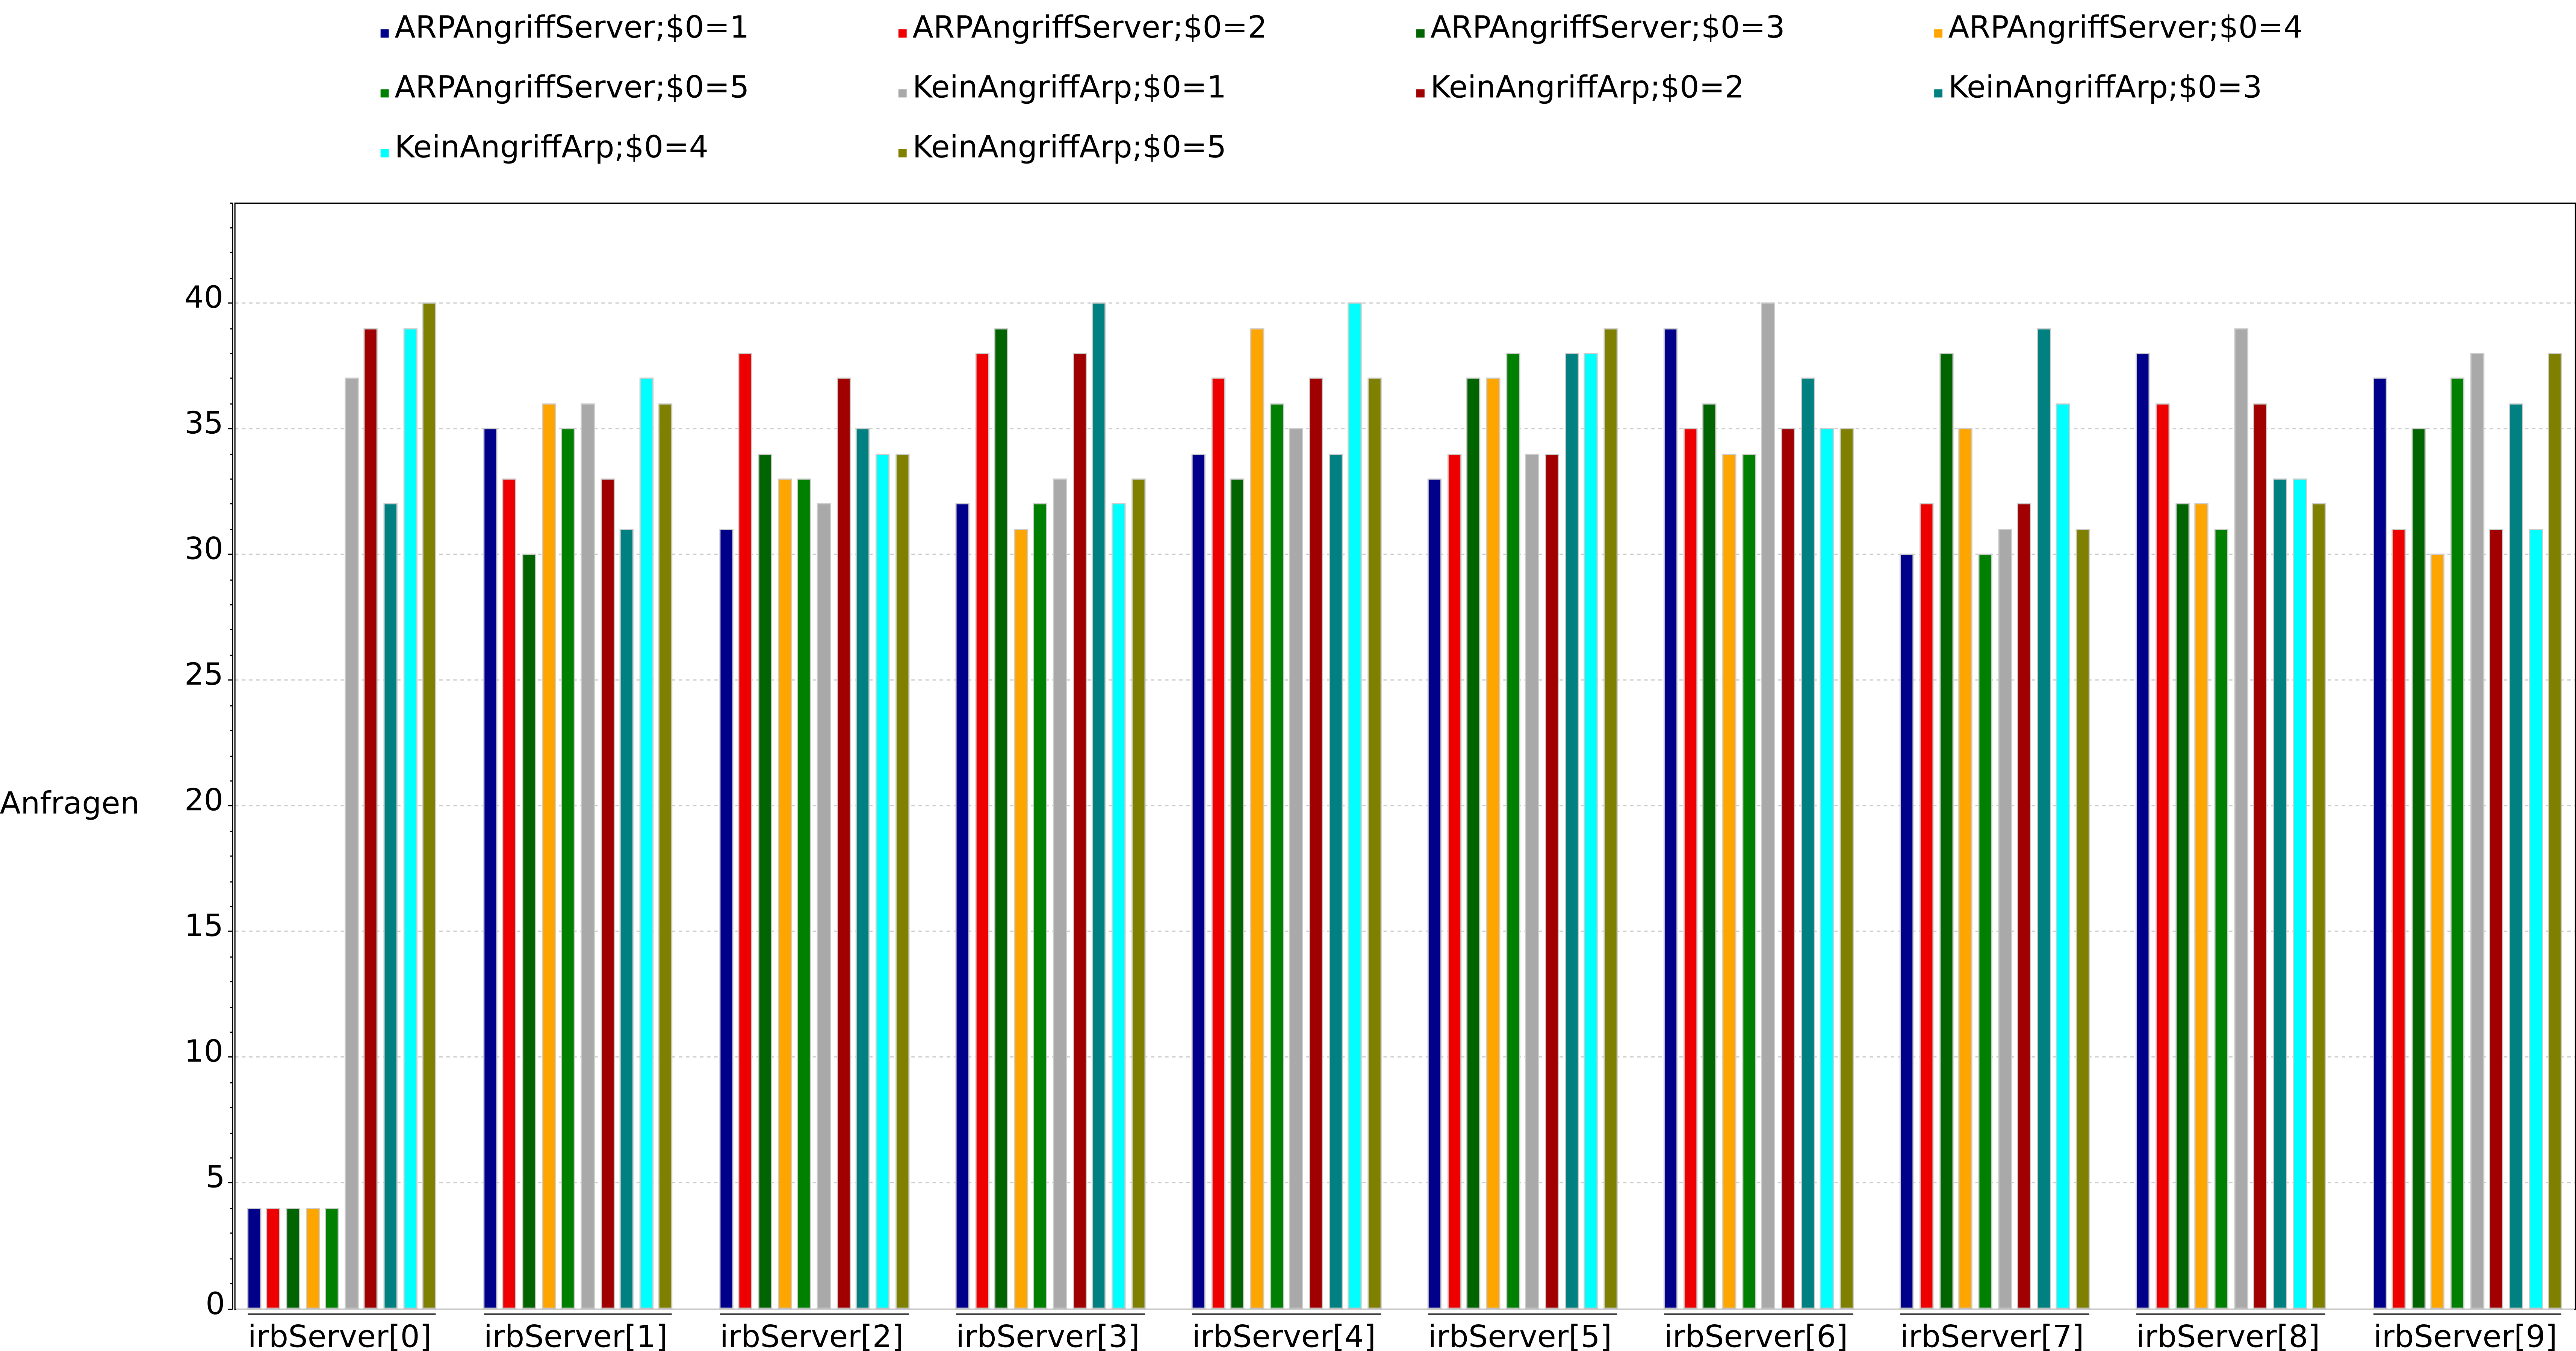 ARPAngriffServer;$0=1 ARPAngriffServer;$0=2 ARPAngriffServer;$0=3 ARPAngriffServer;$0=4
ARPAngriffServer;$0=5 KeinAngriffArp;$0=1 KeinAngriffArp;$0=2 KeinAngriffArp;$0=3
KeinAngriffArp;$0=4 KeinAngriffArp;$0=5
40
35
30
25
20
Anfragen
15
10
5
0
irbServer[0] irbServer[1] irbServer[2] irbServer[3] irbServer[4] irbServer[5] irbServer[6] irbServer[7] irbServer[8] irbServer[9]